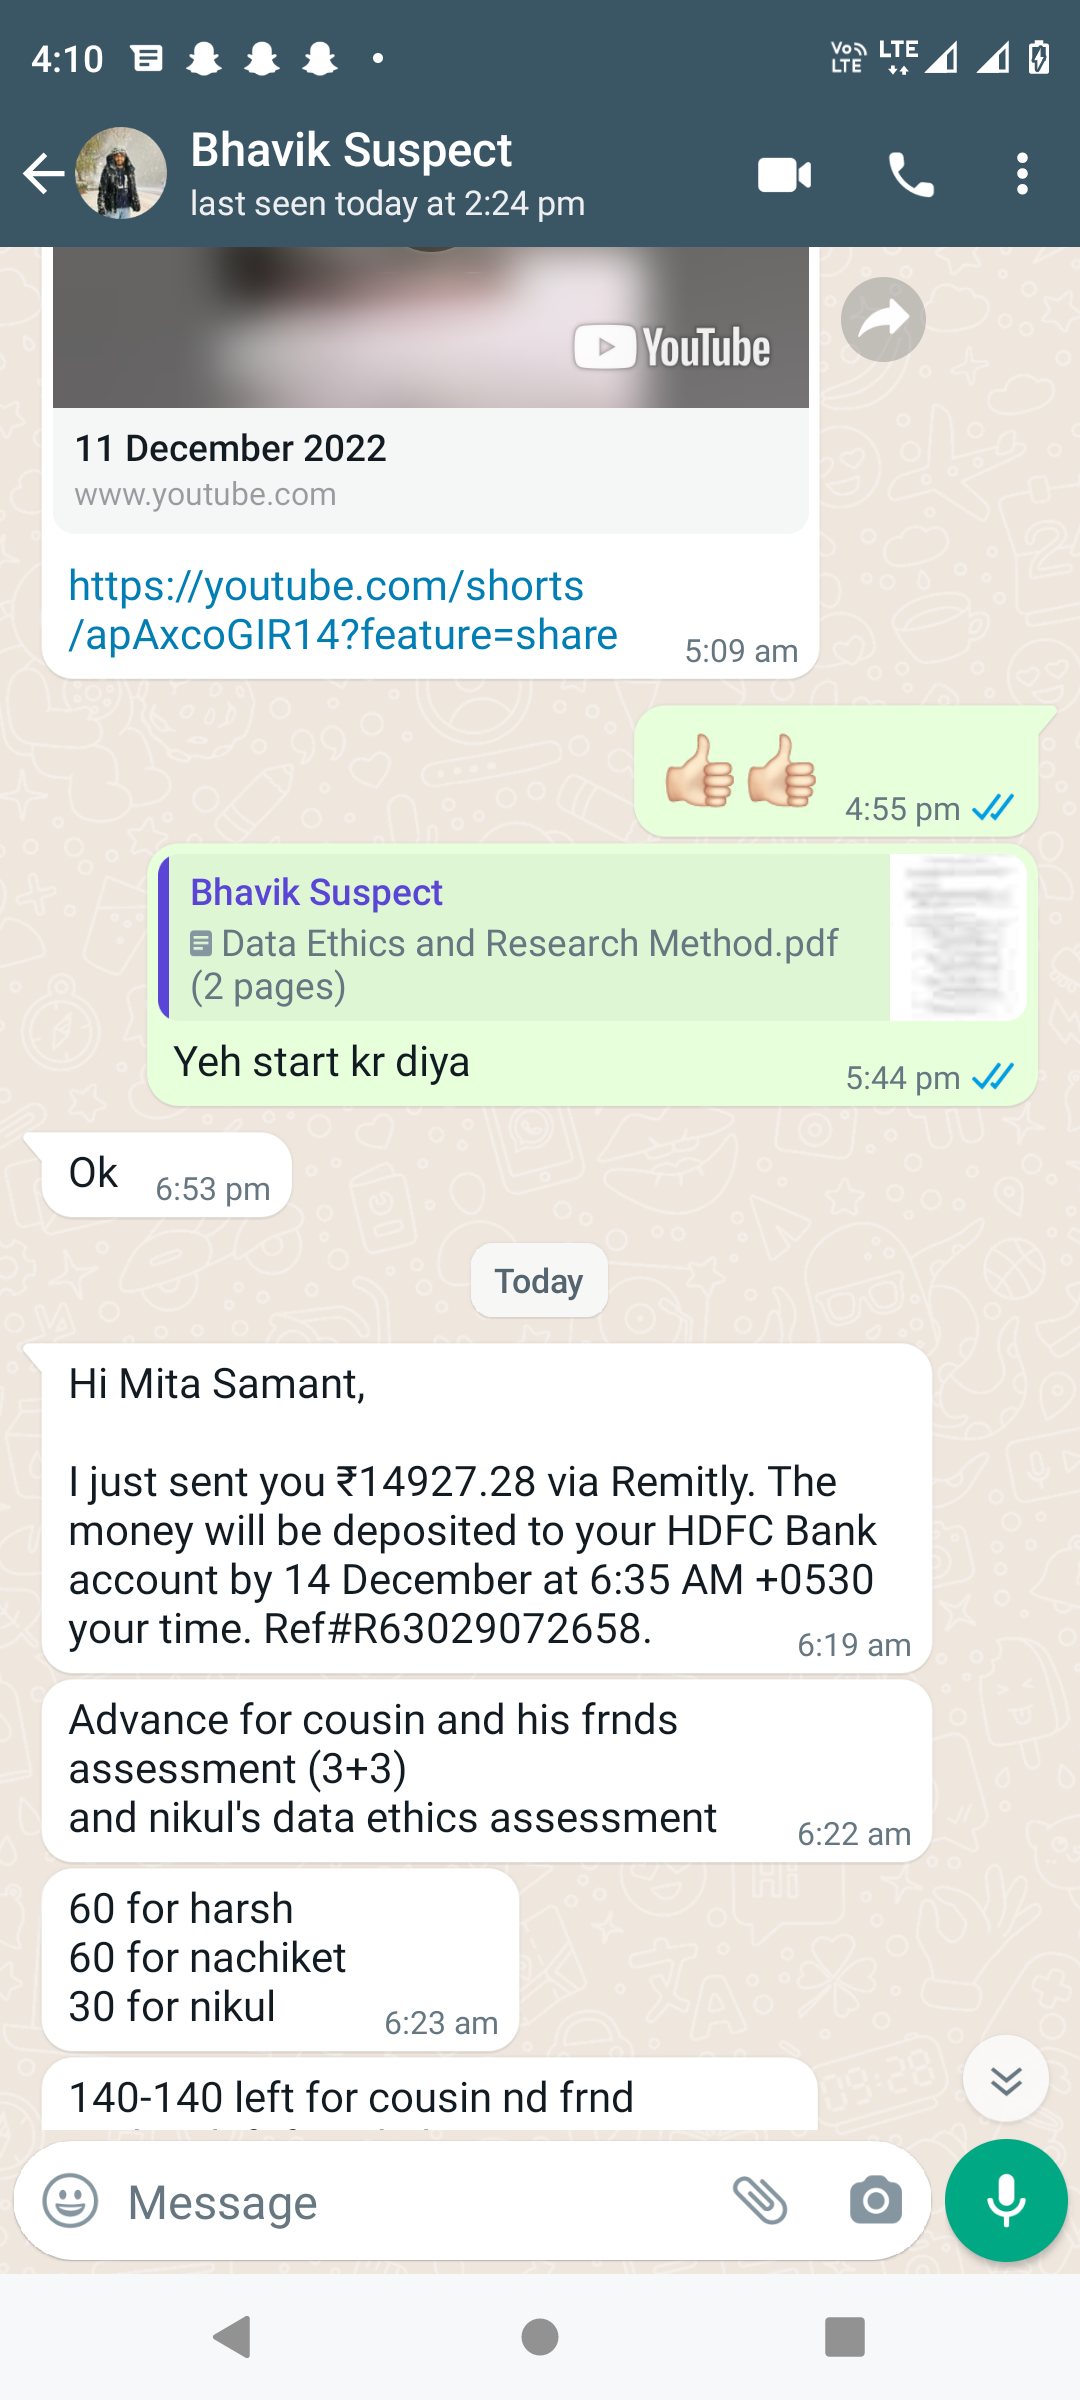 4:10
Vo LTE
LTE
Bhavik Suspect
last seen today at 2:24 pm
YouTube
11 December 2022
www.youtube.com
https://youtube.com/shorts
/apAxcoGIR14?feature=share
5:09 am
4:55 pm
Bhavik Suspect
Data Ethics and Research Method.pdf
(2 pages)
Yeh start kr diya
5:44 pm
Ok
6:53 pm
Today
Hi Mita Samant,
I just sent you ₹14927.28 via Remitly. The
money will be deposited to your HDFC Bank
account by 14 December at 6:35 AM +0530
your time. Ref#R63029072658.
6:19 am
Advance for cousin and his frnds
assessment (3+3)
and nikul's data ethics assessment
6:22 am
60 for harsh
60 for nachiket
30 for nikul
6:23 am
140-140 left for cousin nd frnd
Message